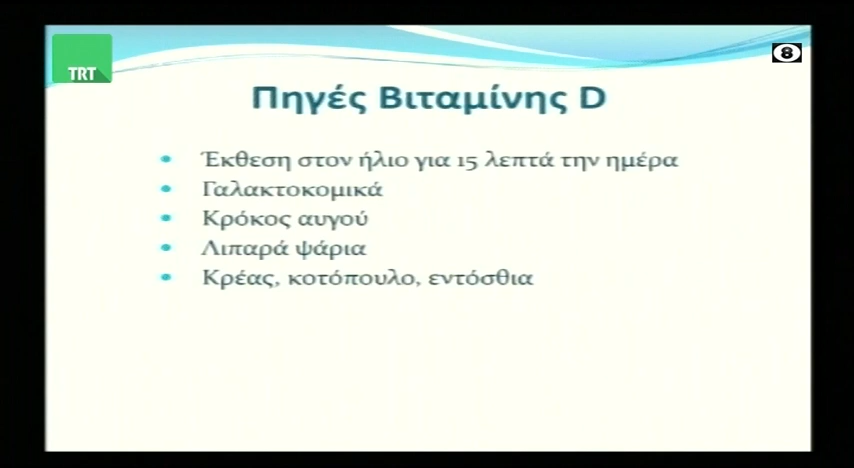 TRT
8
Πηγές Βιταμίνης D
• Έκθεση στον ήλιο για 15 λεπτά την ημέρα
• Γαλακτοκομικά
• Κρόκος αυγού
• Λιπαρά ψάρια
• Κρέας, κοτόπουλο, εντόσθια